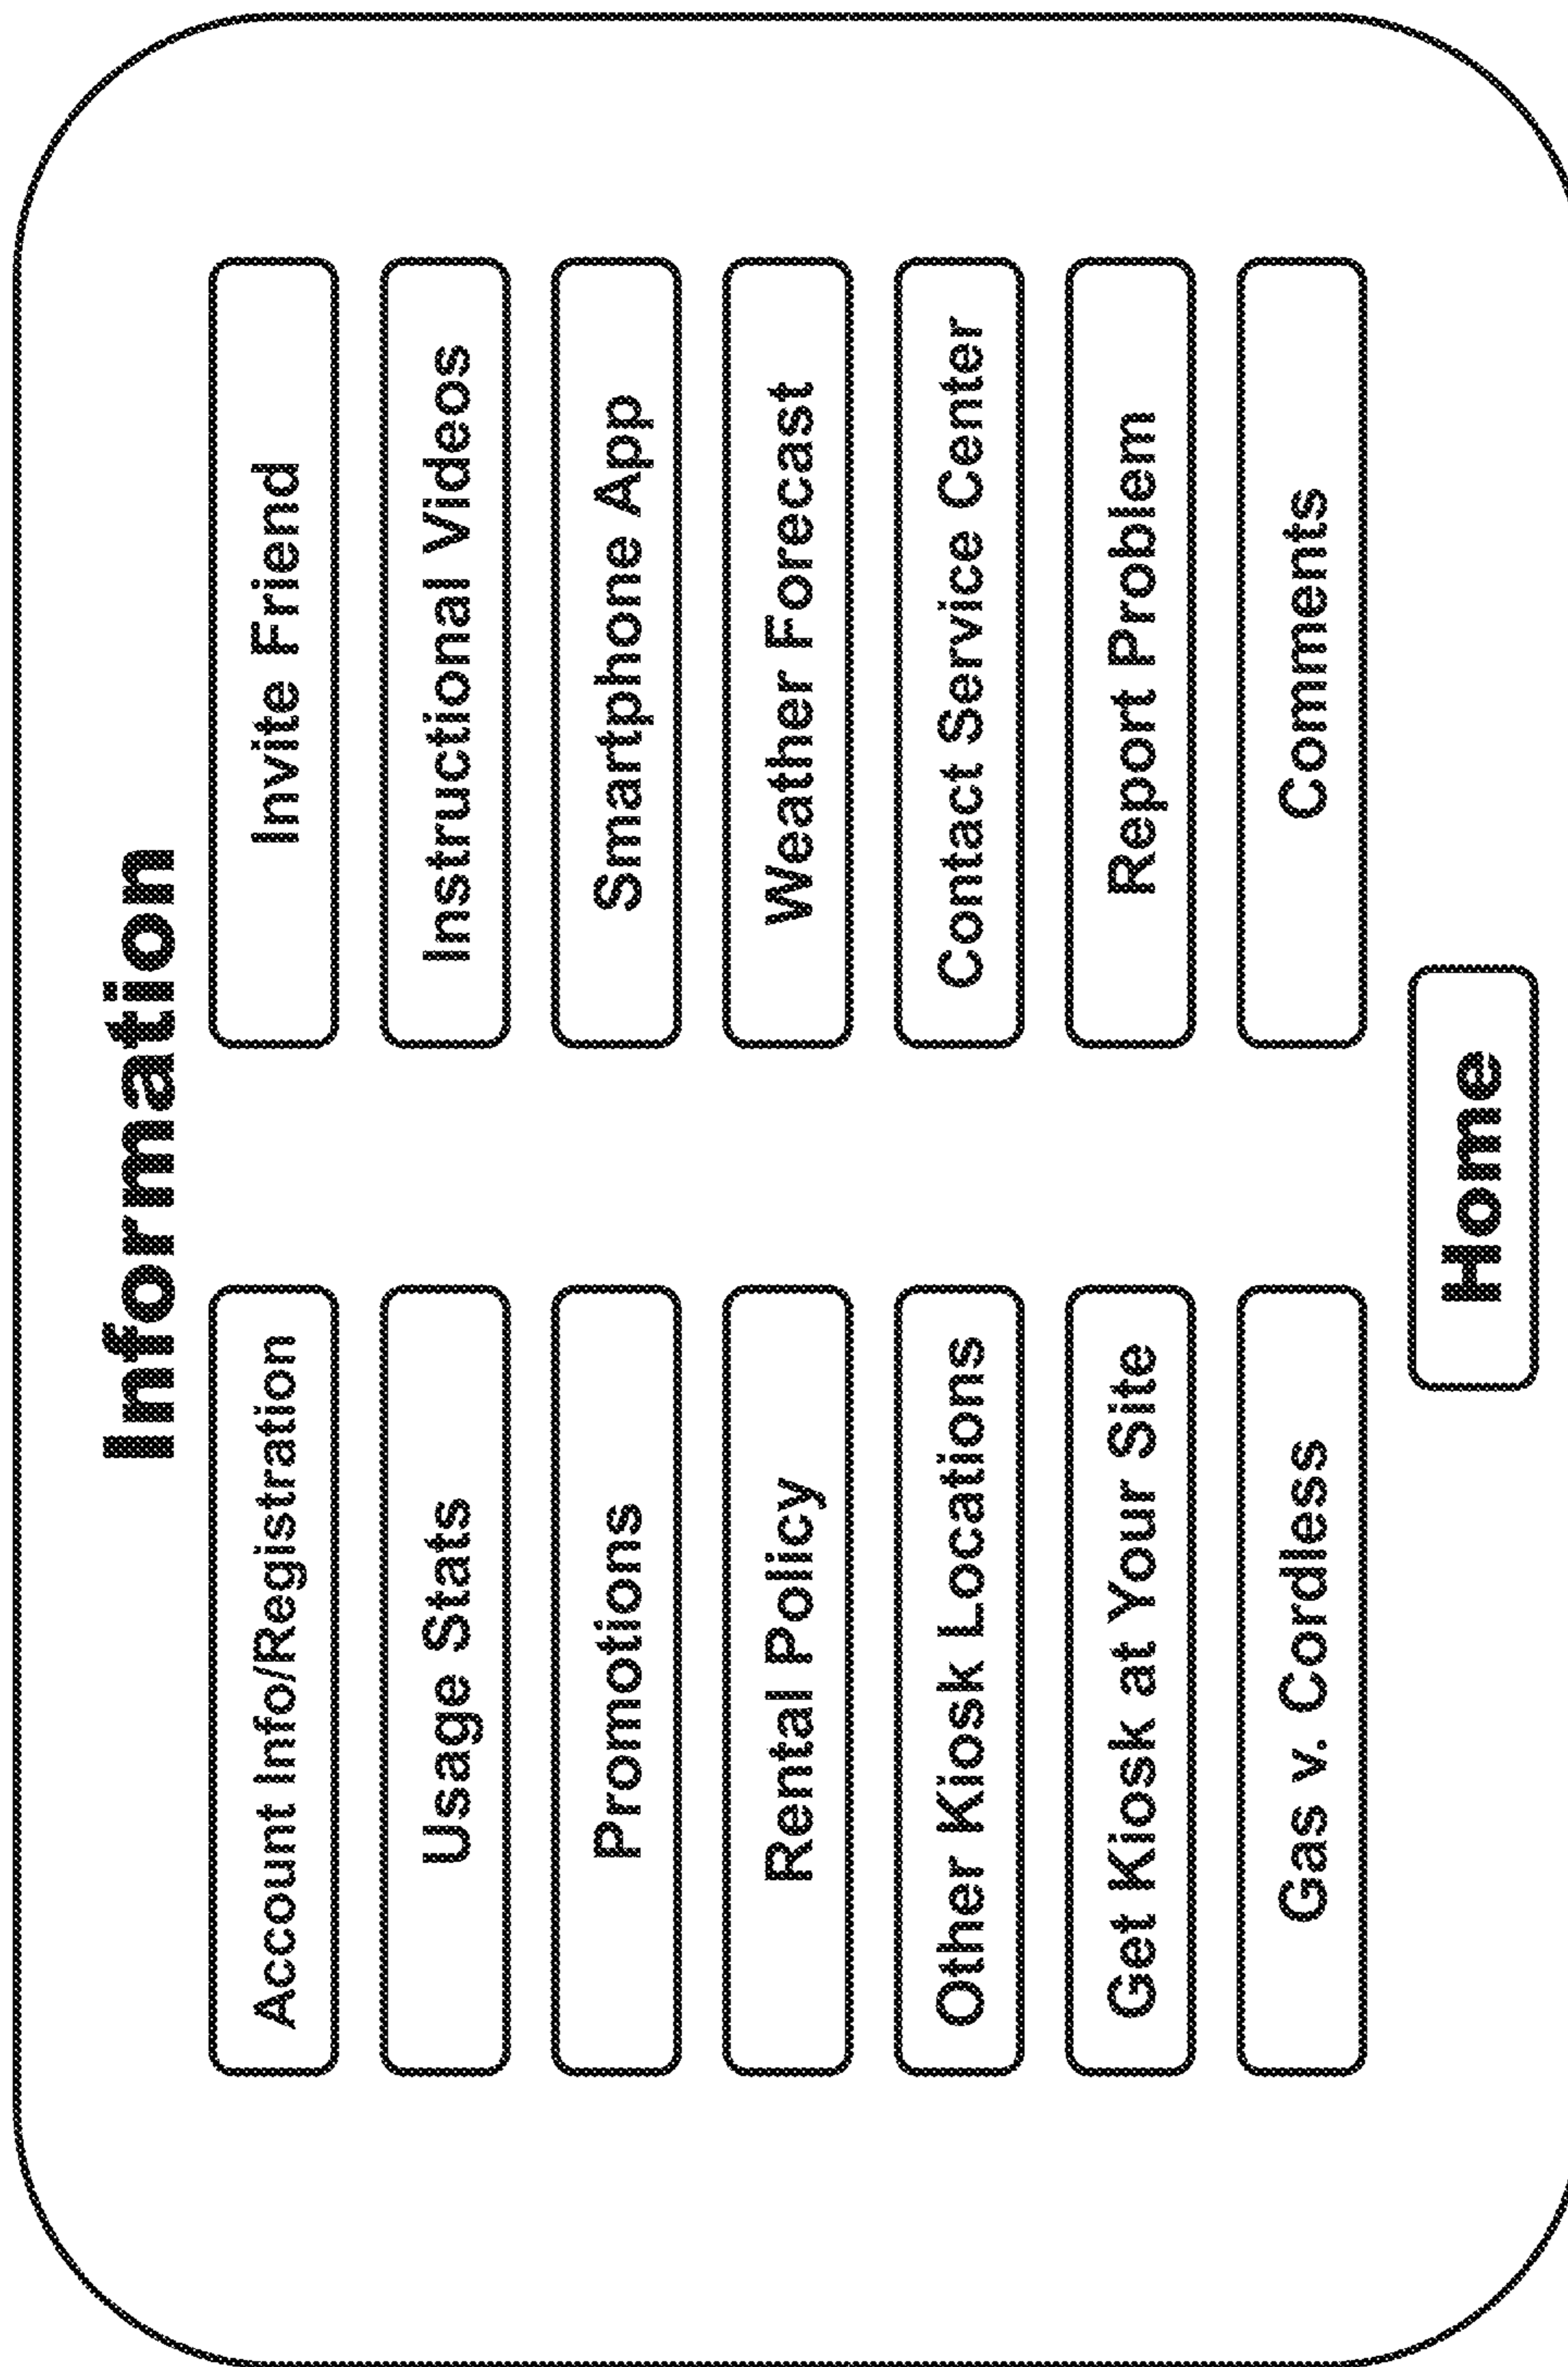 Information
Account Info/Registration
Invite Friend
Usage Stats
Instructional Videos
Promotions
Smartphone App
Rental Policy
Weather Forecast
Other Kiosk Locations
Contact Service Center
Get Kiosk at Your Site
Report Problem
Gas v. Cordless
Comments
Home